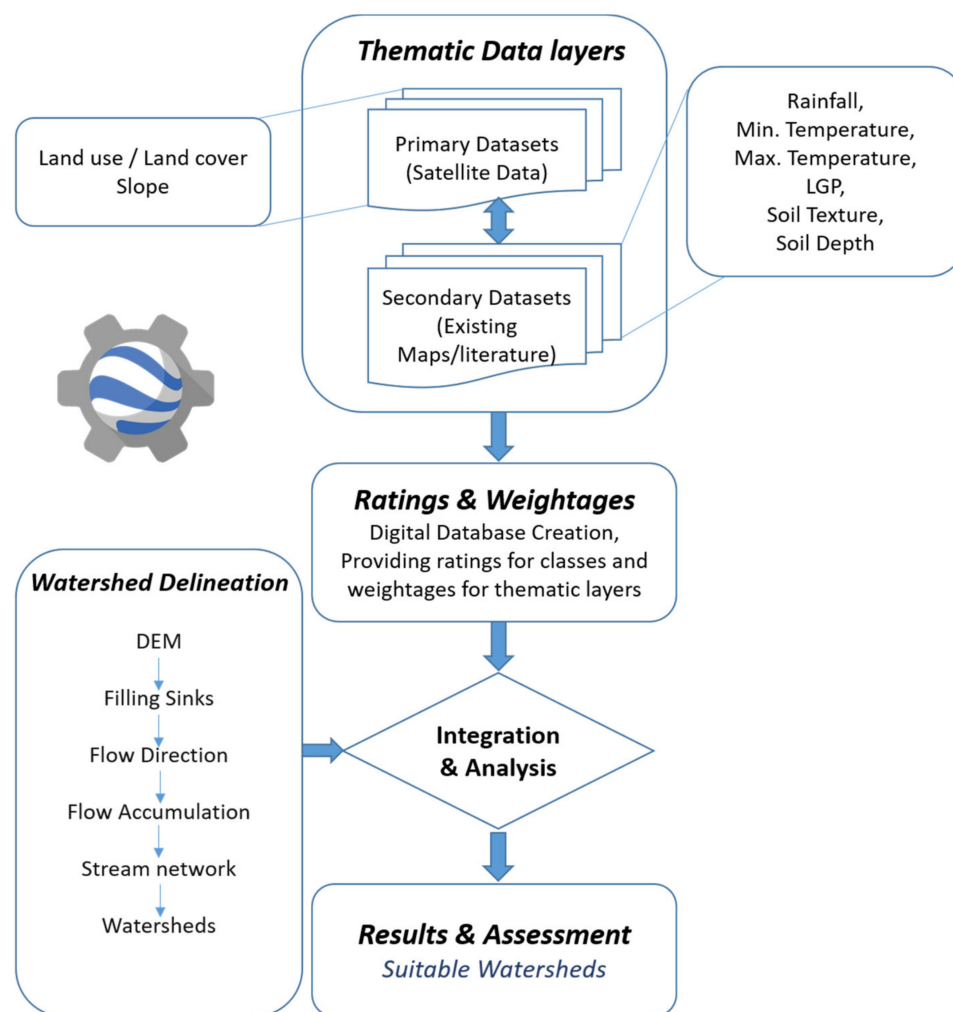 Thematic Data layers
Primary Datasets
(Satellite Data)
Land use / Land cover
Slope
Rainfall,
Min. Temperature,
Max. Temperature,
LGP,
Soil Texture,
Soil Depth
Secondary Datasets
(Existing
Maps/literature)
Ratings & Weightages
Digital Database Creation,
Providing ratings for classes and
weightages for thematic layers
Watershed Delineation
DEM
Filling Sinks
Flow Direction
Flow Accumulation
Stream network
Watersheds
Integration
& Analysis
Results & Assessment
Suitable Watersheds